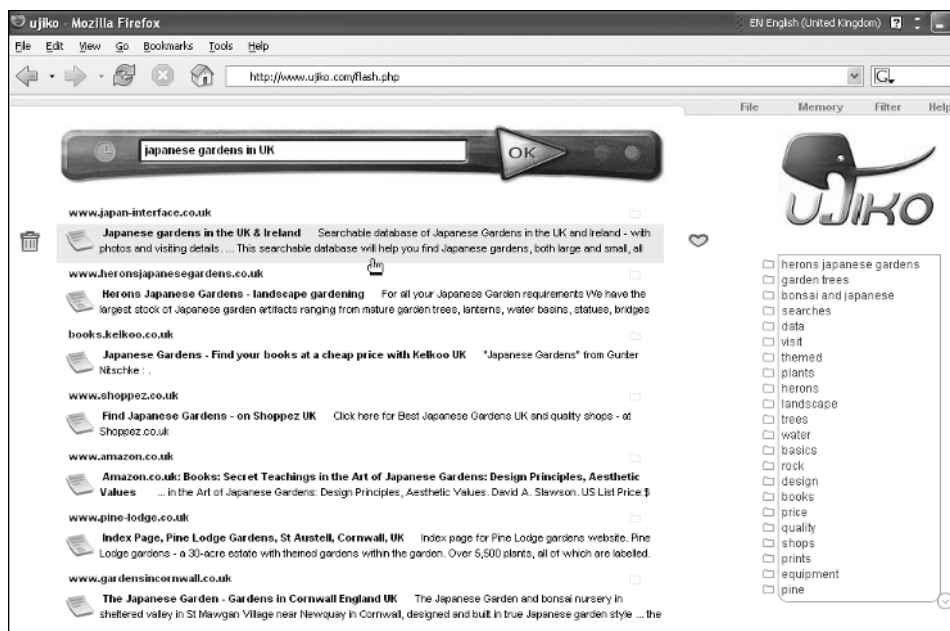 ujiko - Mozilla Firefox
EN English (United Kingdom) ?
File Edit View Go Bookmarks Tools Help
http://www.ujiko.com/flash.php
G
File Memory Filter Help
japanese gardens in UK
OK
UJIKO
www.japan-interface.co.uk
Japanese gardens in the UK & Ireland Searchable database of Japanese Gardens in the UK and Ireland - with
photos and visiting details. ... This searchable database will help you find Japanese gardens, both large and small, all
www.heronsjapanesegardens.co.uk
Herons Japanese Gardens - landscape gardening For all your Japanese Garden requirements We have the
largest stock of Japanese garden artifacts ranging from mature garden trees, lanterns, water basins, statues, bridges
books.kelkoo.co.uk
Japanese Gardens - Find your books at a cheap price with Kelkoo UK "Japanese Gardens" from Gunter
Nitschke : .
www.shoppez.co.uk
Find Japanese Gardens - on Shoppez UK Click here for Best Japanese Gardens UK and quality shops - at
Shoppez.co.uk
www.amazon.co.uk
Amazon.co.uk: Books: Secret Teachings in the Art of Japanese Gardens: Design Principles, Aesthetic
Values ... in the Art of Japanese Gardens: Design Principles, Aesthetic Values. David A. Slawson. US List Price:$
www.pine-lodge.co.uk
Index Page, Pine Lodge Gardens, St Austell, Cornwall, UK Index page for Pine Lodge gardens website. Pine
Lodge gardens - a 30-acre estate with themed gardens within the garden. Over 5,500 plants, all of which are labelled.
www.gardensincornwall.co.uk
The Japanese Garden - Gardens in Cornwall England UK The Japanese Garden and bonsai nursery in
sheltered valley in St Mawgan Village near Newquay in Cornwall, designed and built in true Japanese garden style ... the
herons japanese gardens
garden trees
bonsai and japanese
searches
data
visit
themed
plants
herons
landscape
trees
water
basics
rock
design
books
price
quality
shops
prints
equipment
pine